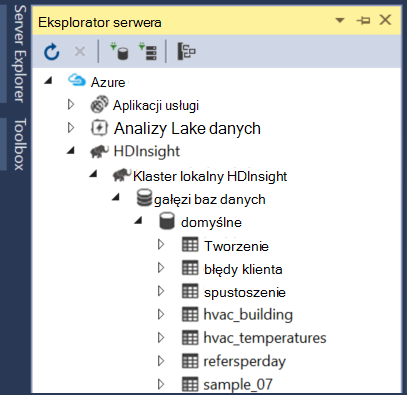 Server Explorer
Toolbox
Eksplorator serwera
Azure
Aplikacji usługi
Analizy Lake danych
HDInsight
Klaster lokalny HDInsight
gałęzi baz danych
domyślne
Tworzenie
błędy klienta
spustoszenie
hvac_building
hvac_temperatures
refersperday
sample_07